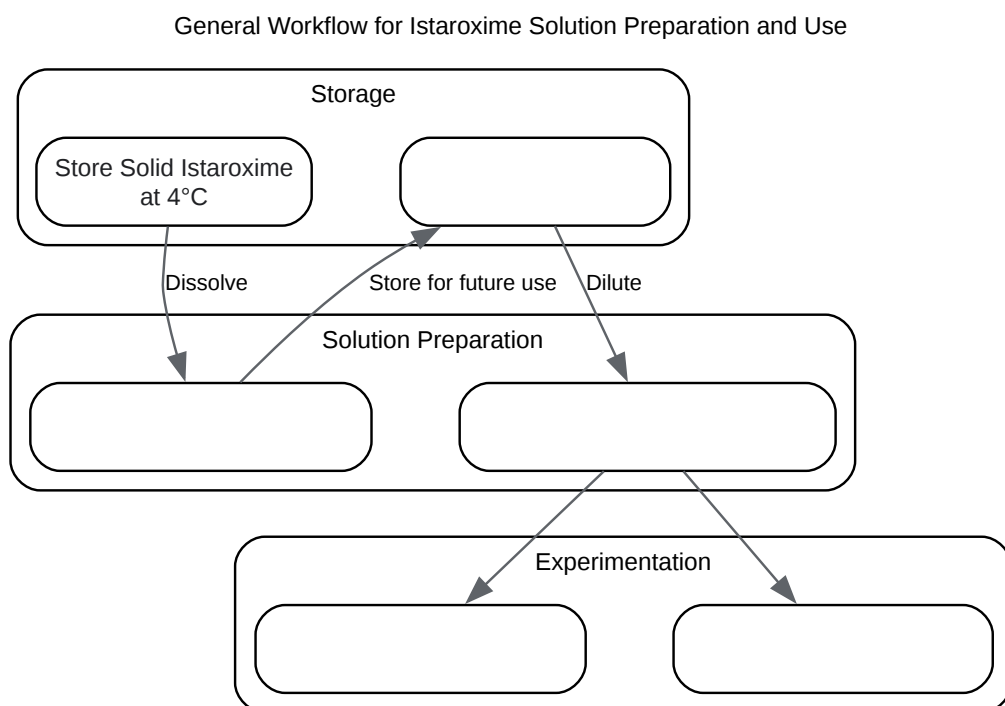 General Workflow for Istaroxime Solution Preparation and Use
Storage
Store Solid Istaroxime
at 4°C
Dissolve
Store for future use
Dilute
Solution Preparation
Experimentation